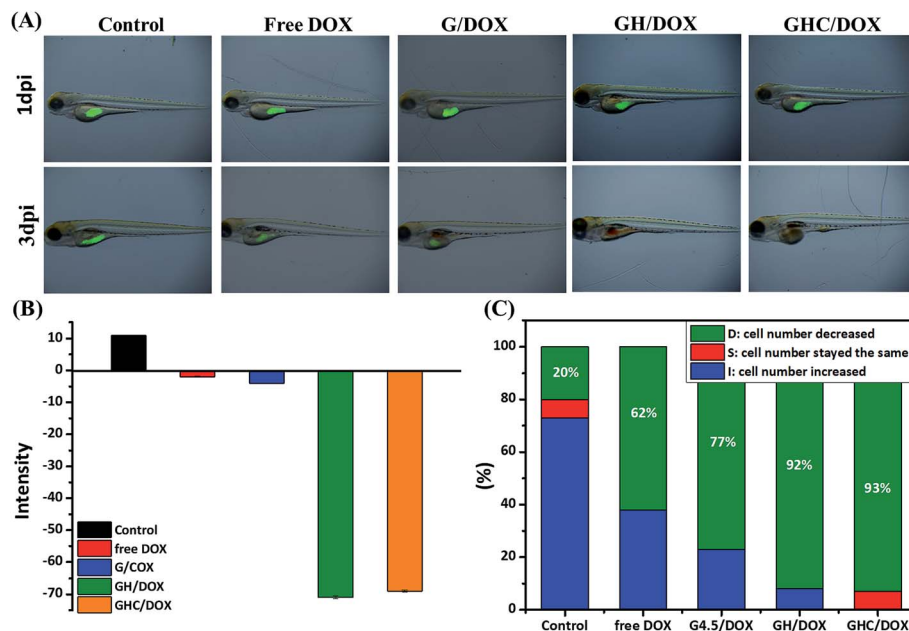 (A)
Control Free DOX G/DOX GH/DOX GHC/DOX
1dpi
3dpi
(B)
Intensity
10
0
-10
-20
-30
-40
-50
-60
-70
Control
free DOX
G/COX
GH/DOX
GHC/DOX
(C)
D: cell number decreased
S: cell number stayed the same
I: cell number increased
(%)
100
80
60
40
20
0
20%
62%
77%
92%
93%
Control free DOX G4.5/DOX GH/DOX GHC/DOX